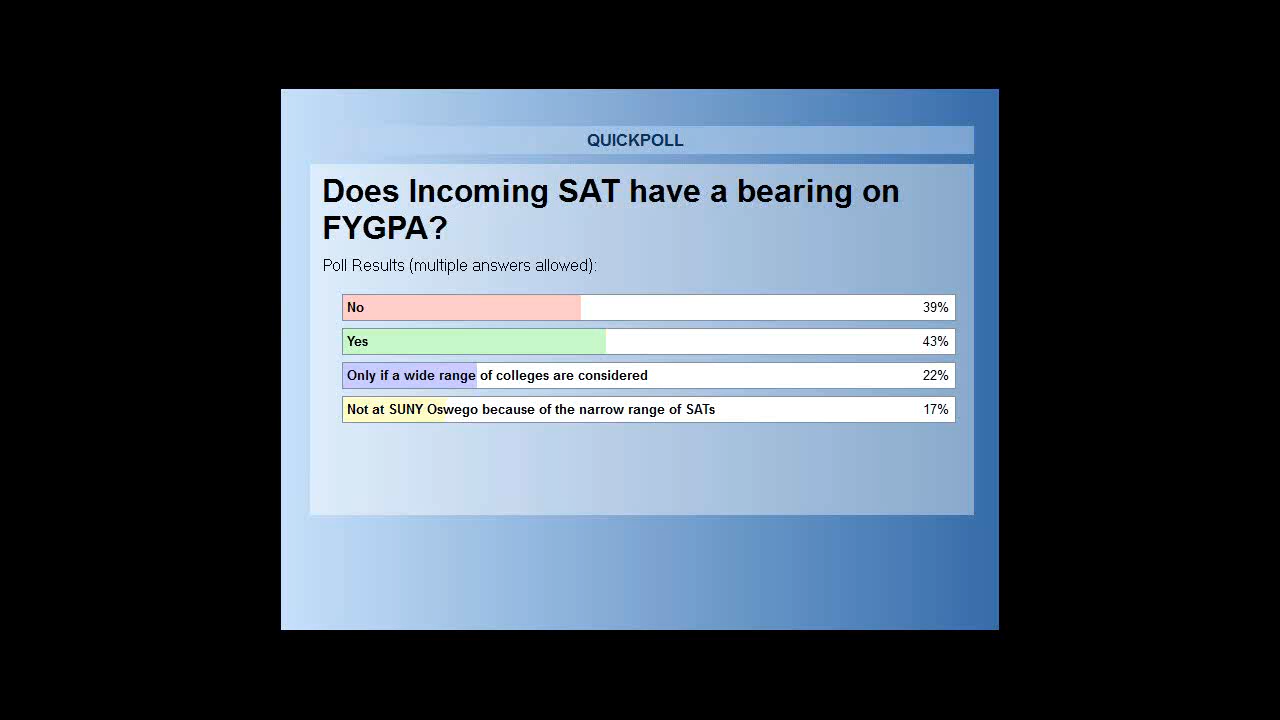 QUICKPOLL
Does Incoming SAT have a bearing on
FYGPA?
Poll Results (multiple answers allowed):
No 39%
Yes 43%
Only if a wide range of colleges are considered 22%
Not at SUNY Oswego because of the narrow range of SATs 17%